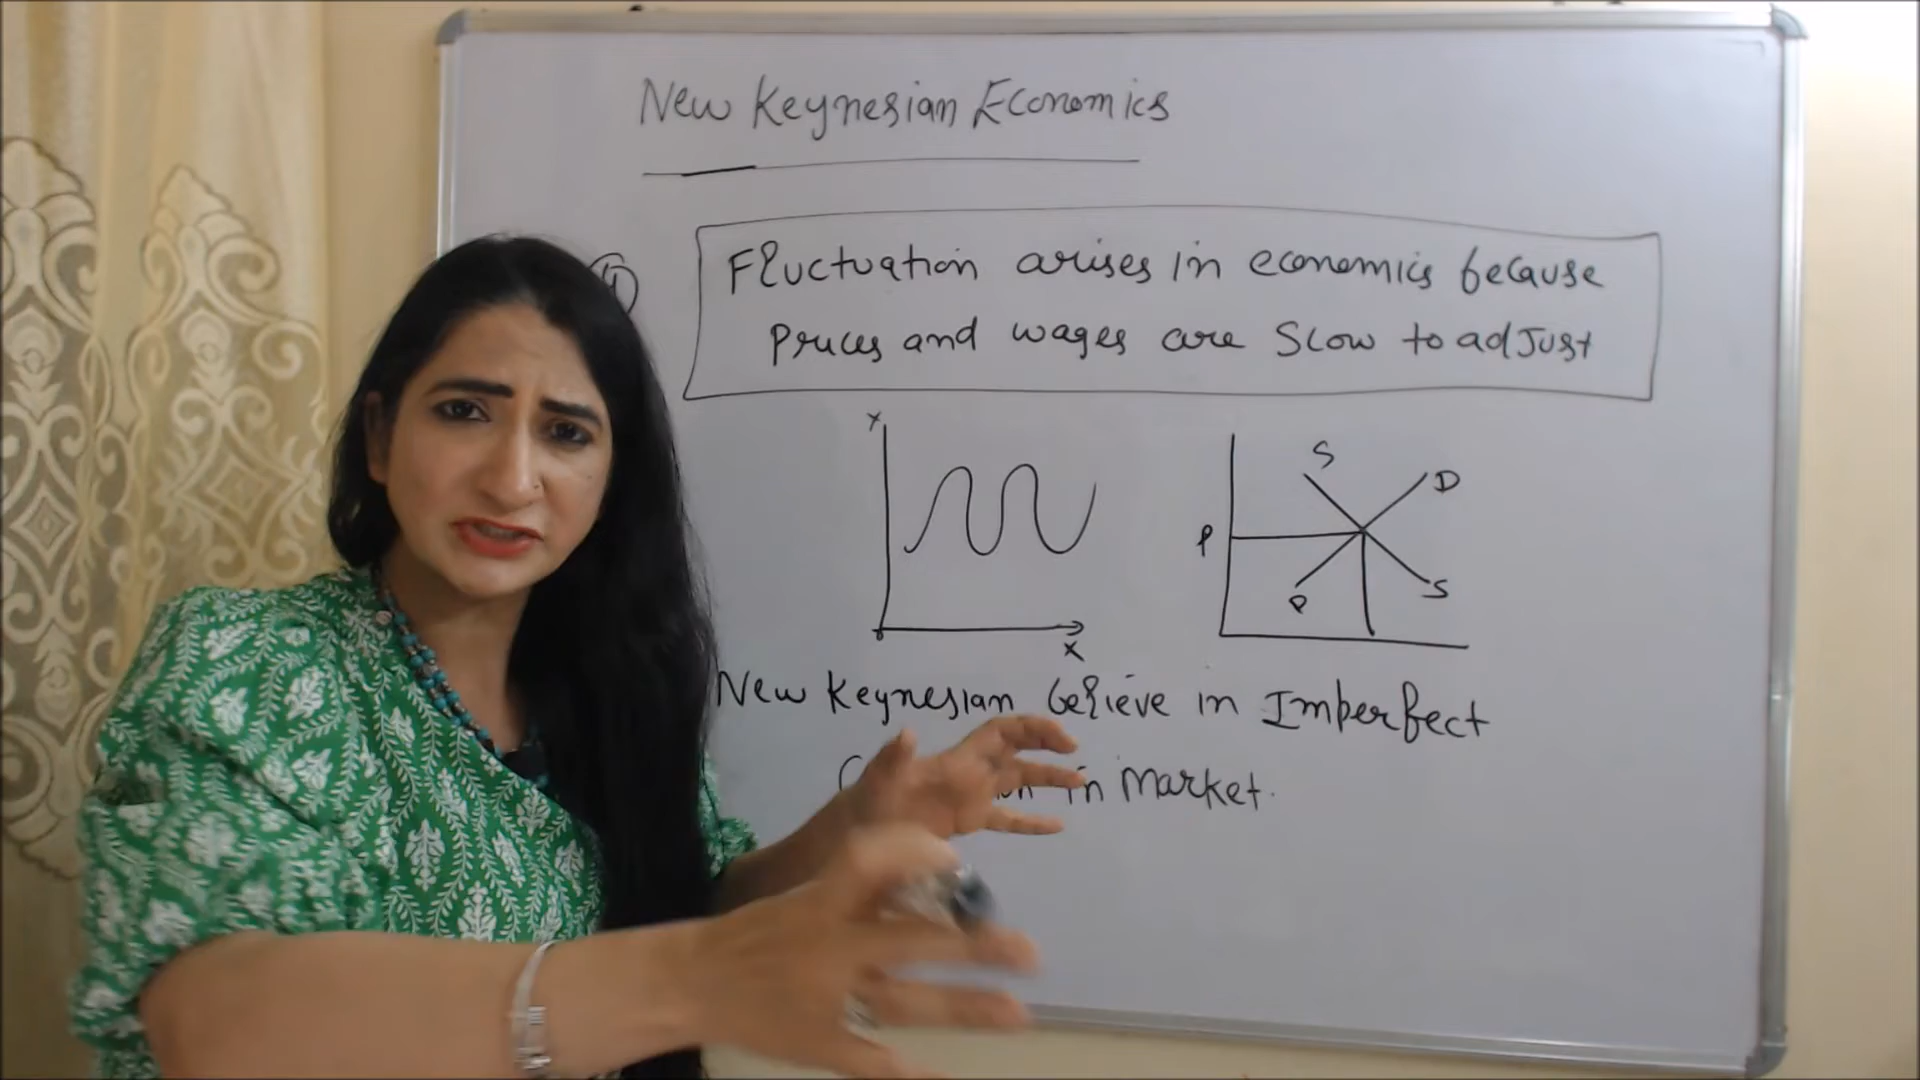 New Keynesian Economics
Fluctuation arises in economics because
Prices and wages are Slow to adJust
Y
S
D
P
D
S
X
New Keynesian believe in Imperfect
in Market.